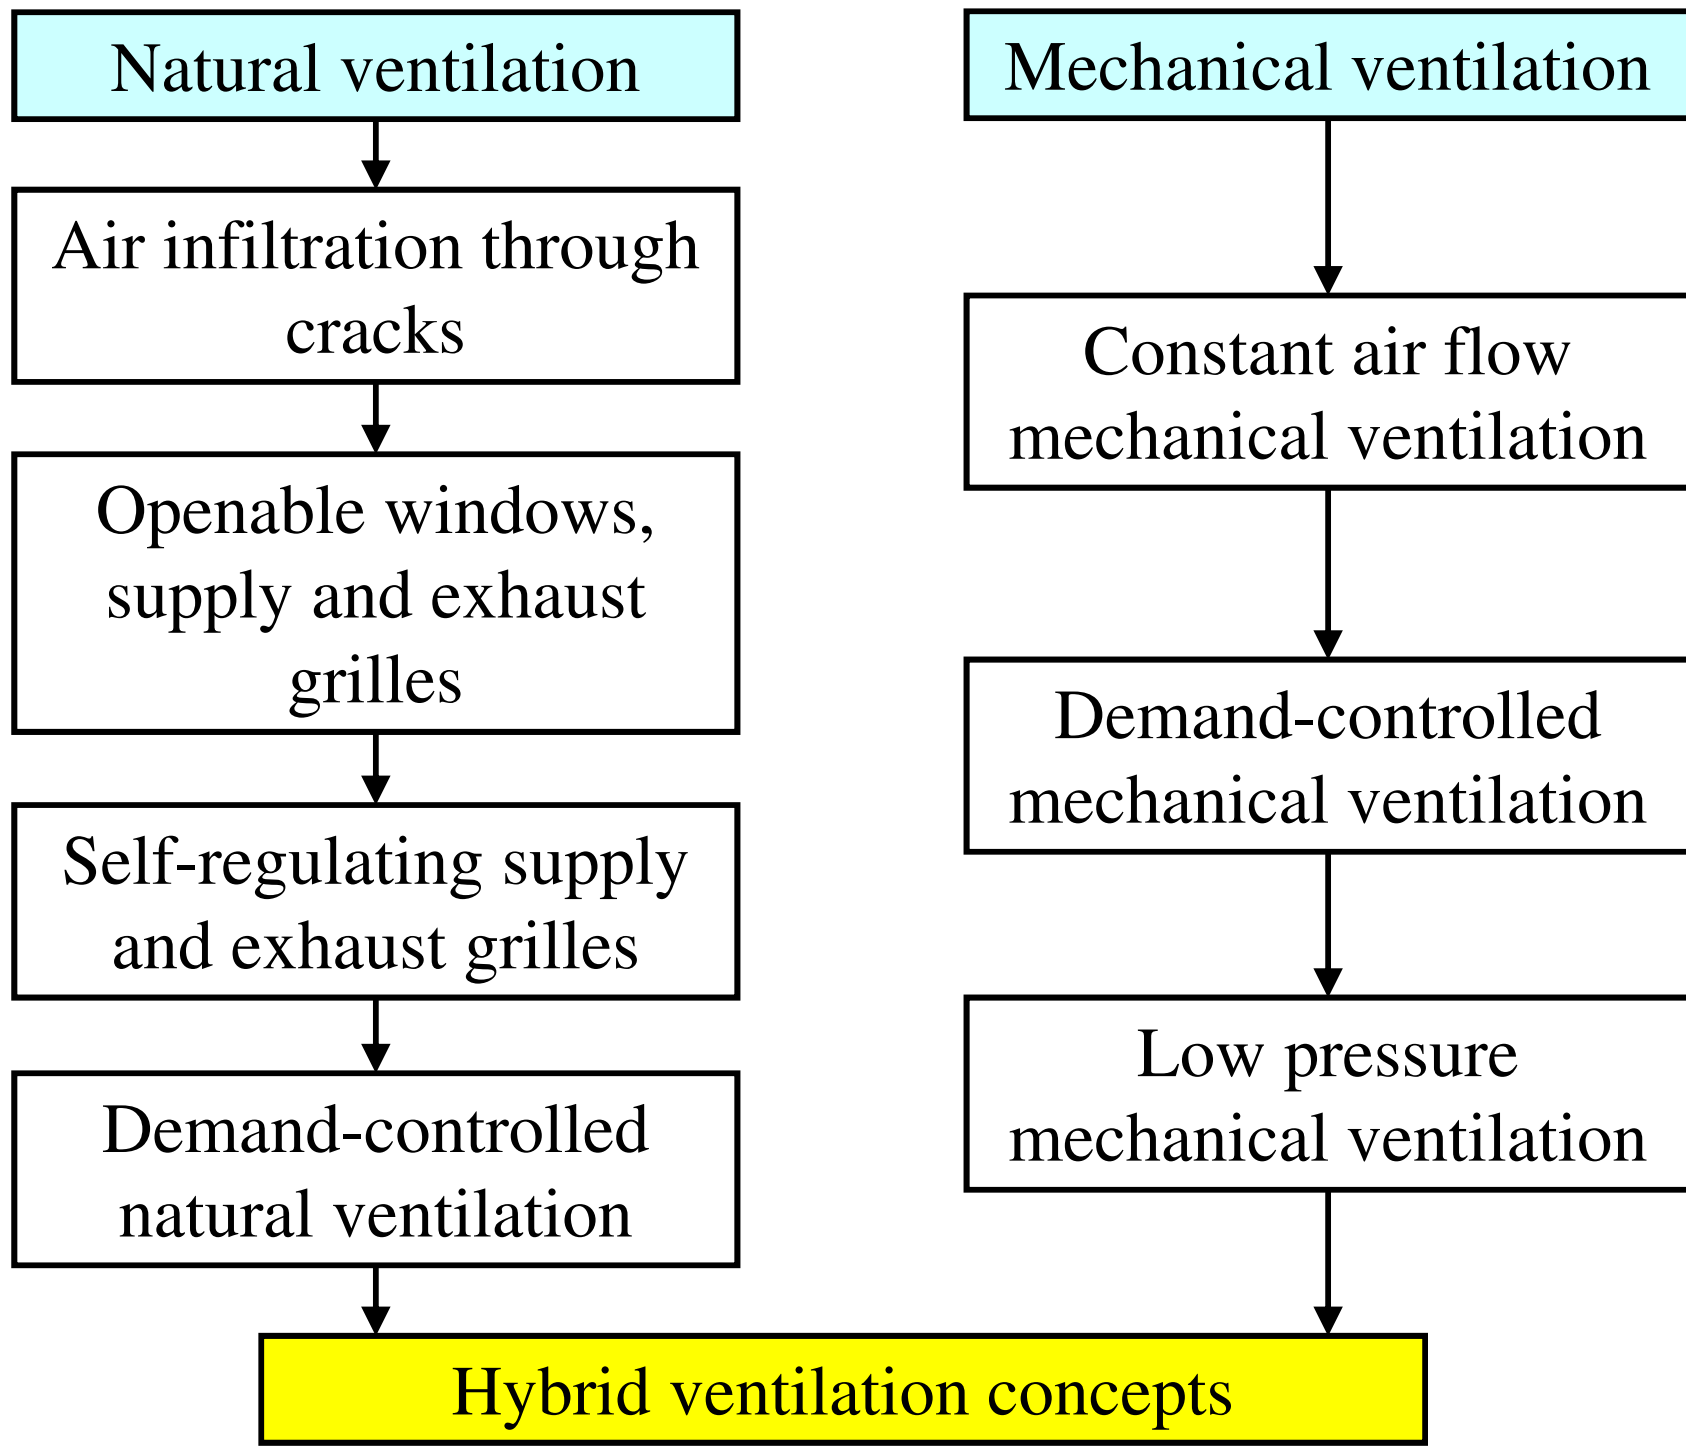 Natural ventilation
Air infiltration through
cracks
Openable windows,
supply and exhaust
grilles
Self-regulating supply
and exhaust grilles
Demand-controlled
natural ventilation
Mechanical ventilation
Constant air flow
mechanical ventilation
Demand-controlled
mechanical ventilation
Low pressure
mechanical ventilation
Hybrid ventilation concepts